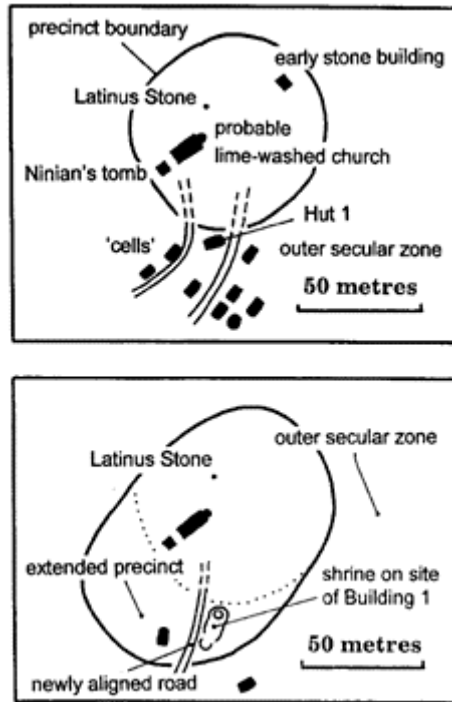 precinct boundary
early stone building
Latinus Stone
probable
lime-washed church
Ninian's tomb
Hut 1
'cells'
outer secular zone
50 metres
outer secular zone
Latinus Stone
extended precinct
shrine on site
of Building 1
50 metres
newly aligned road